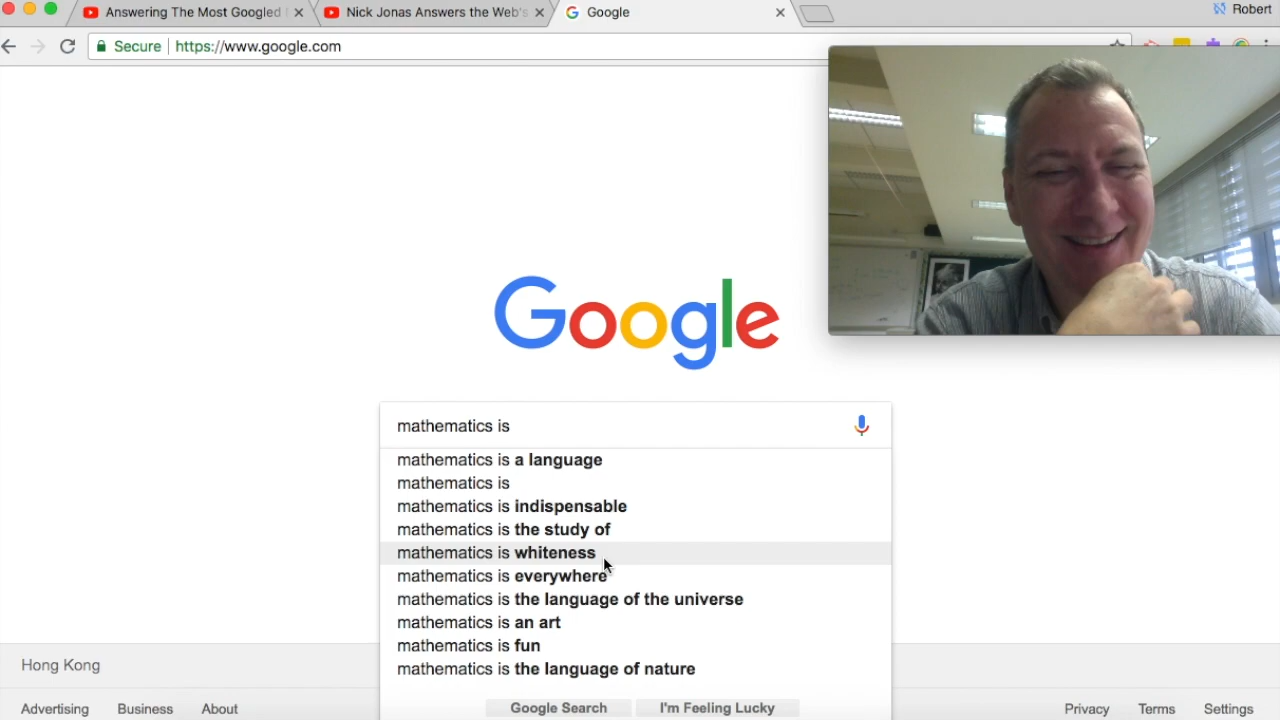 Answering The Most Googled
Nick Jonas Answers the Web's
Google
Robert
Secure
https://www.google.com
Google
mathematics is
mathematics is a language
mathematics is
mathematics is indispensable
mathematics is the study of
mathematics is whiteness
mathematics is everywhere
mathematics is the language of the universe
mathematics is an art
mathematics is fun
mathematics is the language of nature
Google Search
I'm Feeling Lucky
Hong Kong
Advertising
Business
About
Privacy
Terms
Settings